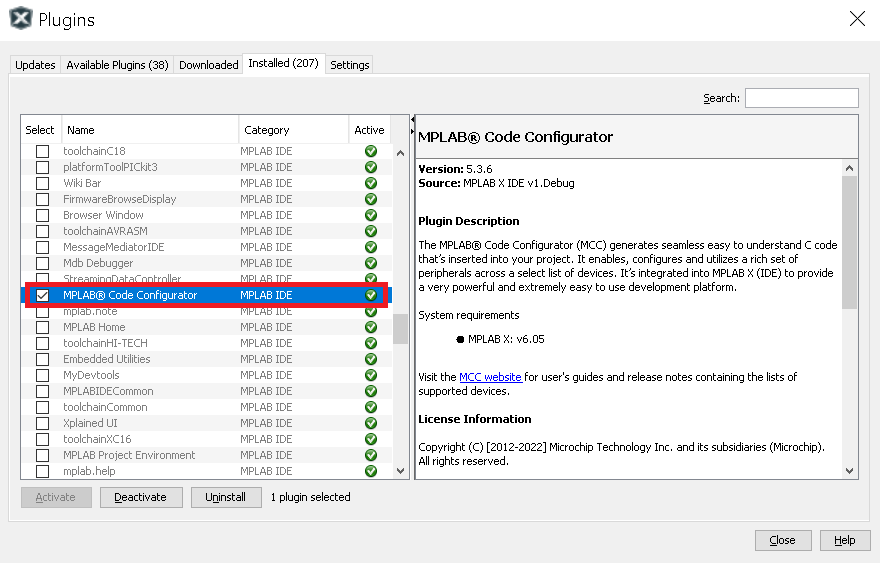 Plugins
Updates Available Plugins (38) Downloaded Installed (207) Settings
Search:
Select Name Category Active
toolchainC18 MPLAB IDE
platformToolPICkit3 MPLAB IDE
Wiki Bar MPLAB IDE
FirmwareBrowseDisplay MPLAB IDE
Browser Window MPLAB IDE
toolchainAVRASM MPLAB IDE
MessageMediatorIDE MPLAB IDE
Mdb Debugger MPLAB IDE
StreamingDataController MPLAB IDE
MPLAB® Code Configurator MPLAB IDE
mplab.note MPLAB IDE
MPLAB Home MPLAB IDE
toolchainHI-TECH MPLAB IDE
Embedded Utilities MPLAB IDE
MyDevtools MPLAB IDE
MPLABIDECommon MPLAB IDE
toolchainCommon MPLAB IDE
Xplained UI MPLAB IDE
toolchainXC16 MPLAB IDE
MPLAB Project Environment MPLAB IDE
mplab.help MPLAB IDE
MPLAB® Code Configurator
Version: 5.3.6
Source: MPLAB X IDE v1.Debug
Plugin Description
The MPLAB® Code Configurator (MCC) generates seamless easy to understand C code
that's inserted into your project. It enables, configures and utilizes a rich set of
peripherals across a select list of devices. It's integrated into MPLAB X (IDE) to provide
a very powerful and extremely easy to use development platform.
System requirements
● MPLAB X: v6.05
Visit the MCC website for user's guides and release notes containing the lists of
supported devices.
License Information
Copyright (C) [2012-2022] Microchip Technology Inc. and its subsidiaries (Microchip).
All rights reserved.
Activate Deactivate Uninstall 1 plugin selected
Close Help